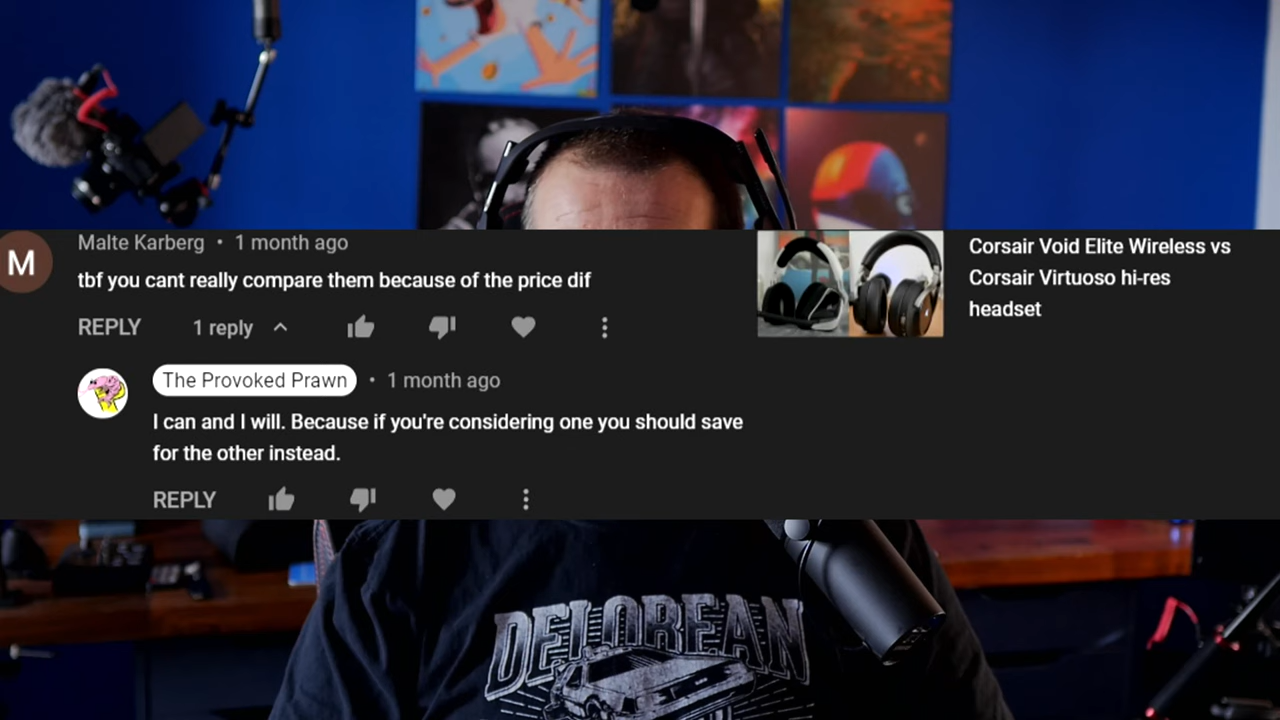 Malte Karberg • 1 month ago
M
tbf you cant really compare them because of the price dif
REPLY 1 reply
Corsair Void Elite Wireless vs
Corsair Virtuoso hi-res
headset
The Provoked Prawn • 1 month ago
I can and I will. Because if you're considering one you should save
for the other instead.
REPLY
DELOREAN